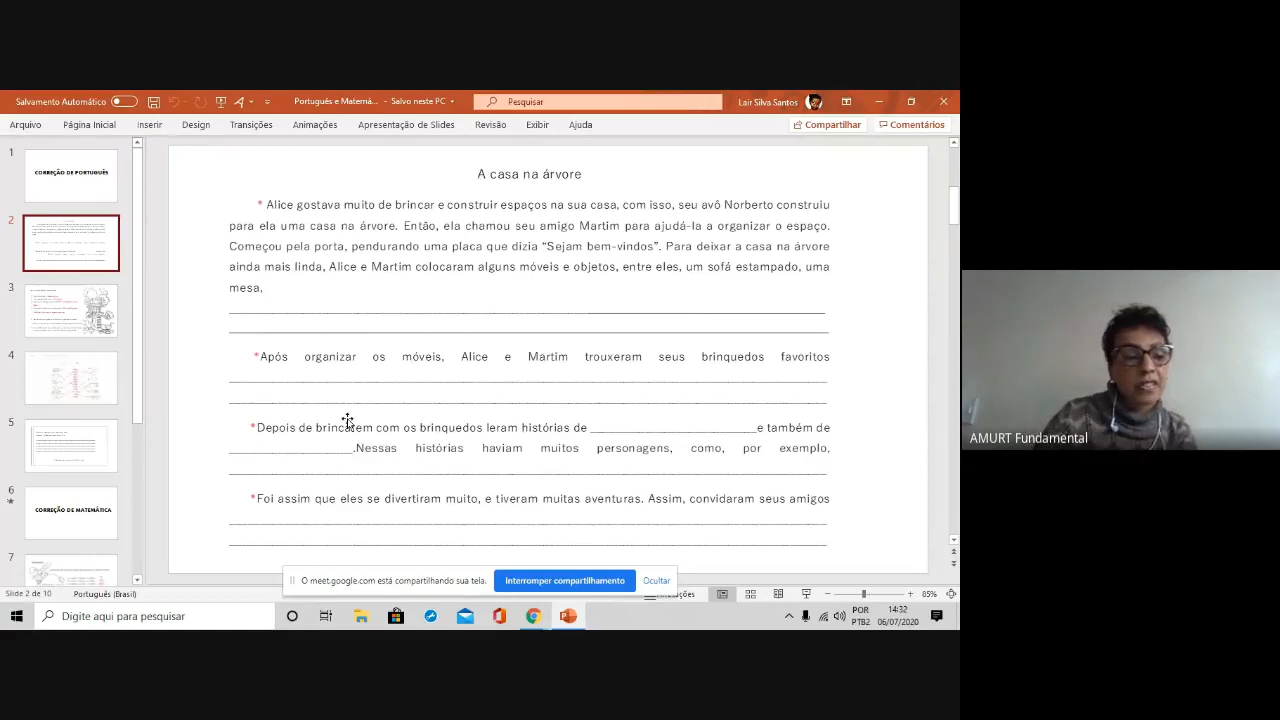 Salvamento Automático
Português e Matemá... - Salvo neste PC
Pesquisar
Lair Silva Santos
Arquivo Página Inicial Inserir Design Transições Animações Apresentação de Slides Revisão Exibir Ajuda
Compartilhar Comentários
1
CORREÇÃO DE PORTUGUÊS
2
3
4
5
6
CORREÇÃO DE MATEMÁTICA
7
A casa na árvore
* Alice gostava muito de brincar e construir espaços na sua casa, com isso, seu avô Norberto construiu
para ela uma casa na árvore. Então, ela chamou seu amigo Martim para ajudá-la a organizar o espaço.
Começou pela porta, pendurando uma placa que dizia “Sejam bem-vindos”. Para deixar a casa na árvore
ainda mais linda, Alice e Martim colocaram alguns móveis e objetos, entre eles, um sofá estampado, uma
mesa,
*Após organizar os móveis, Alice e Martim trouxeram seus brinquedos favoritos
*Depois de brincarem com os brinquedos leram histórias de ______ e também de
______.Nessas histórias haviam muitos personagens, como, por exemplo,
*Foi assim que eles se divertiram muito, e tiveram muitas aventuras. Assim, convidaram seus amigos
O meet.google.com está compartilhando sua tela.
Interromper compartilhamento
Ocultar
Slide 2 de 10 Português (Brasil)
85%
Digite aqui para pesquisar
POR
PTB2
14:32
06/07/2020
AMURT Fundamental